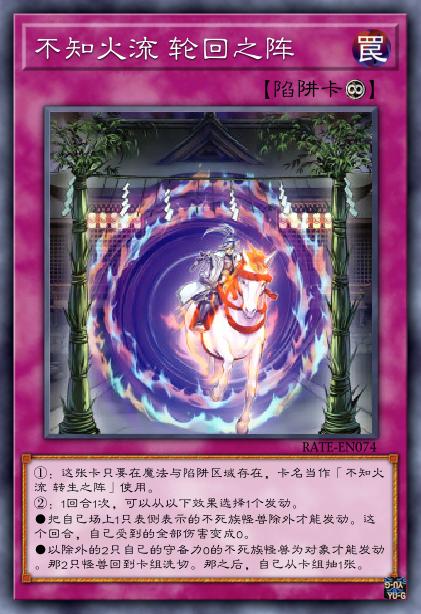 不知火流 轮回之阵
罠
【陷阱卡♾】
RATE-EN074
①：这张卡只要在魔法与陷阱区域存在，卡名当作「不知火
流 转生之阵」使用。
②：1回合1次，可以从以下效果选择1个发动。
●把自己场上1只表侧表示的不死族怪兽除外才能发动。这
个回合，自己受到的全部伤害变成0。
●以除外的2只自己的守备力0的不死族怪兽为对象才能发动
。那2只怪兽回到卡组洗切。那之后，自己从卡组抽1张。
YU-G